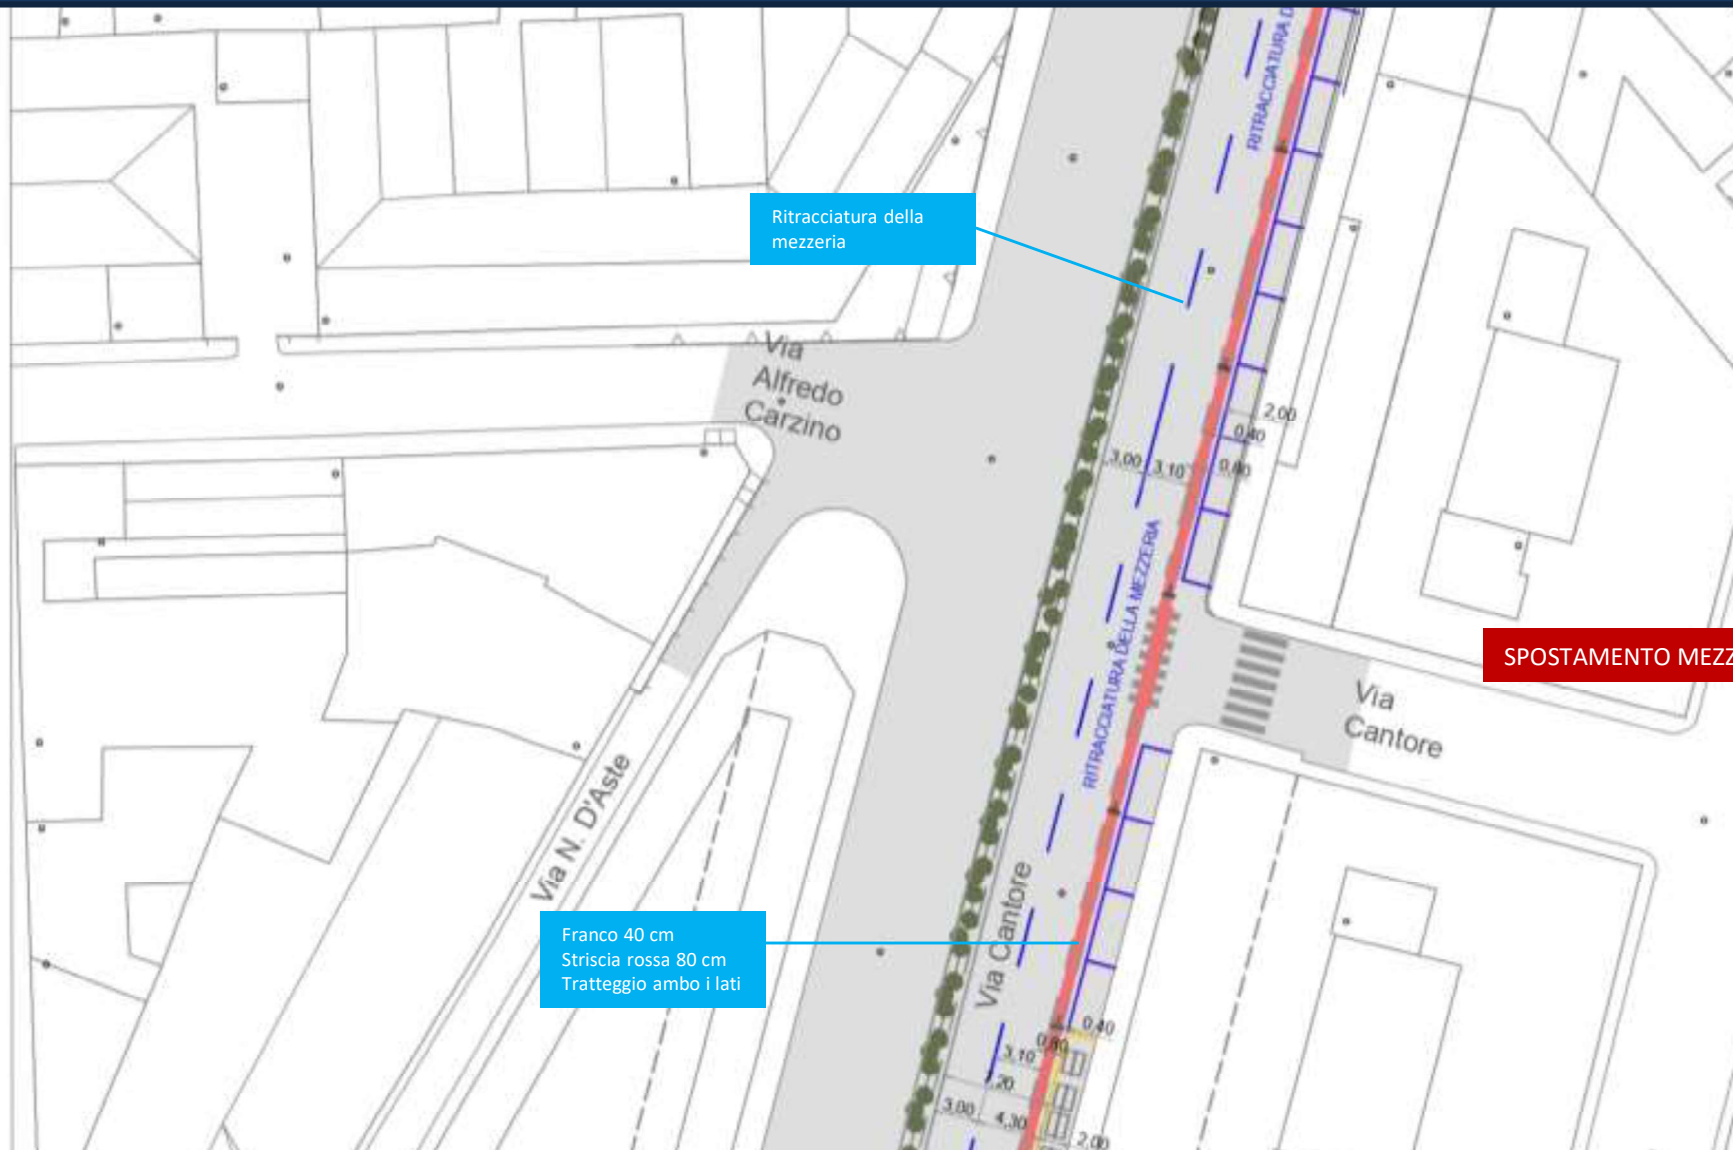 RITRACCIATURA D
Ritracciatura della
mezzeria
Via
Alfredo
Carzino
2,00
0,40
3,00
3,10
0,80
RITRACCIATURA DELLA MEZZERIA
SPOSTAMENTO MEZZ
Via
Cantore
Via N. D'Aste
Via Cantore
Franco 40 cm
Striscia rossa 80 cm
Tratteggio ambo i lati
0,40
0,80
3,10
,20
3,00
4,30
2,00